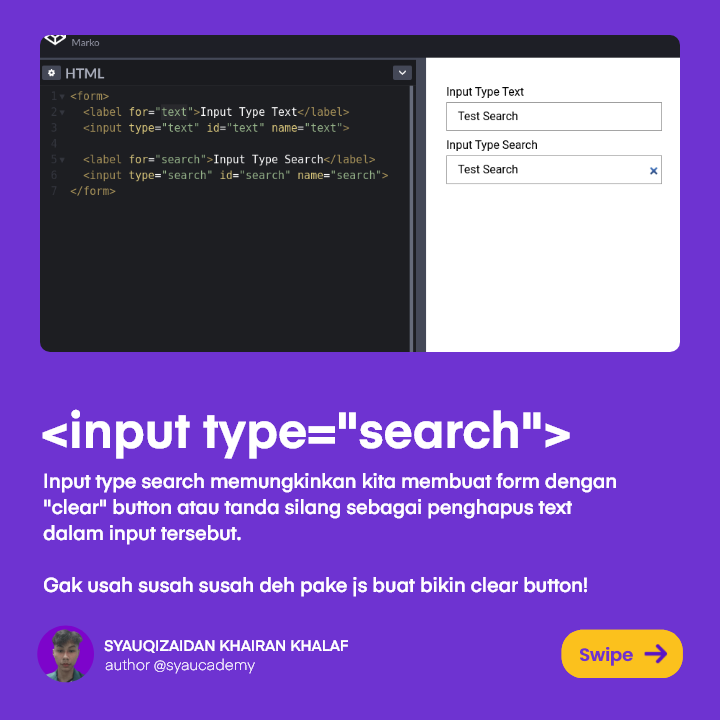 Marko
HTML
1 <form>
2 <label for="text">Input Type Text</label>
3 <input type="text" id="text" name="text">
4
5 <label for="search">Input Type Search</label>
6 <input type="search" id="search" name="search">
7 </form>
Input Type Text
Test Search
Input Type Search
Test Search
<input type="search">
Input type search memungkinkan kita membuat form dengan
"clear" button atau tanda silang sebagai penghapus text
dalam input tersebut.
Gak usah susah susah deh pake js buat bikin clear button!
SYAUQIZAIDAN KHAIRAN KHALAF
author @syaucademy
Swipe